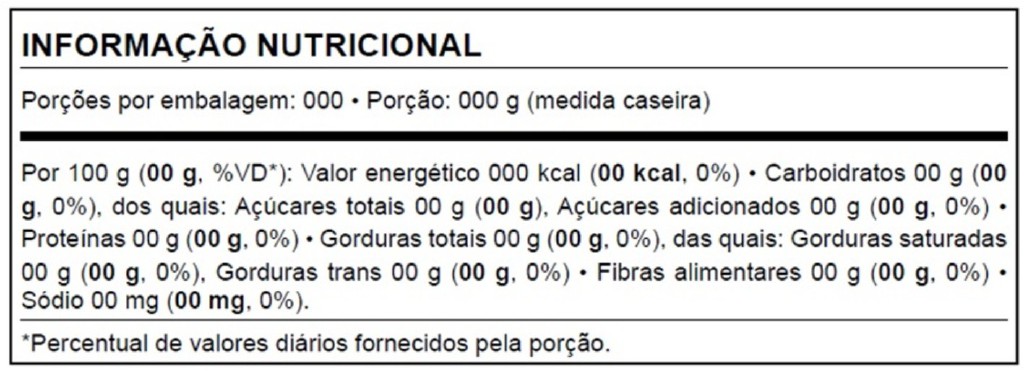 INFORMAÇÃO NUTRICIONAL
Porções por embalagem: 000 • Porção: 000 g (medida caseira)
Por 100 g (00 g, %VD*): Valor energético 000 kcal (00 kcal, 0%) • Carboidratos 00 g (00
g, 0%), dos quais: Açúcares totais 00 g (00 g), Açúcares adicionados 00 g (00 g, 0%) •
Proteínas 00 g (00 g, 0%) • Gorduras totais 00 g (00 g, 0%), das quais: Gorduras saturadas
00 g (00 g, 0%), Gorduras trans 00 g (00 g, 0%) • Fibras alimentares 00 g (00 g, 0%) •
Sódio 00 mg (00 mg, 0%).
*Percentual de valores diários fornecidos pela porção.